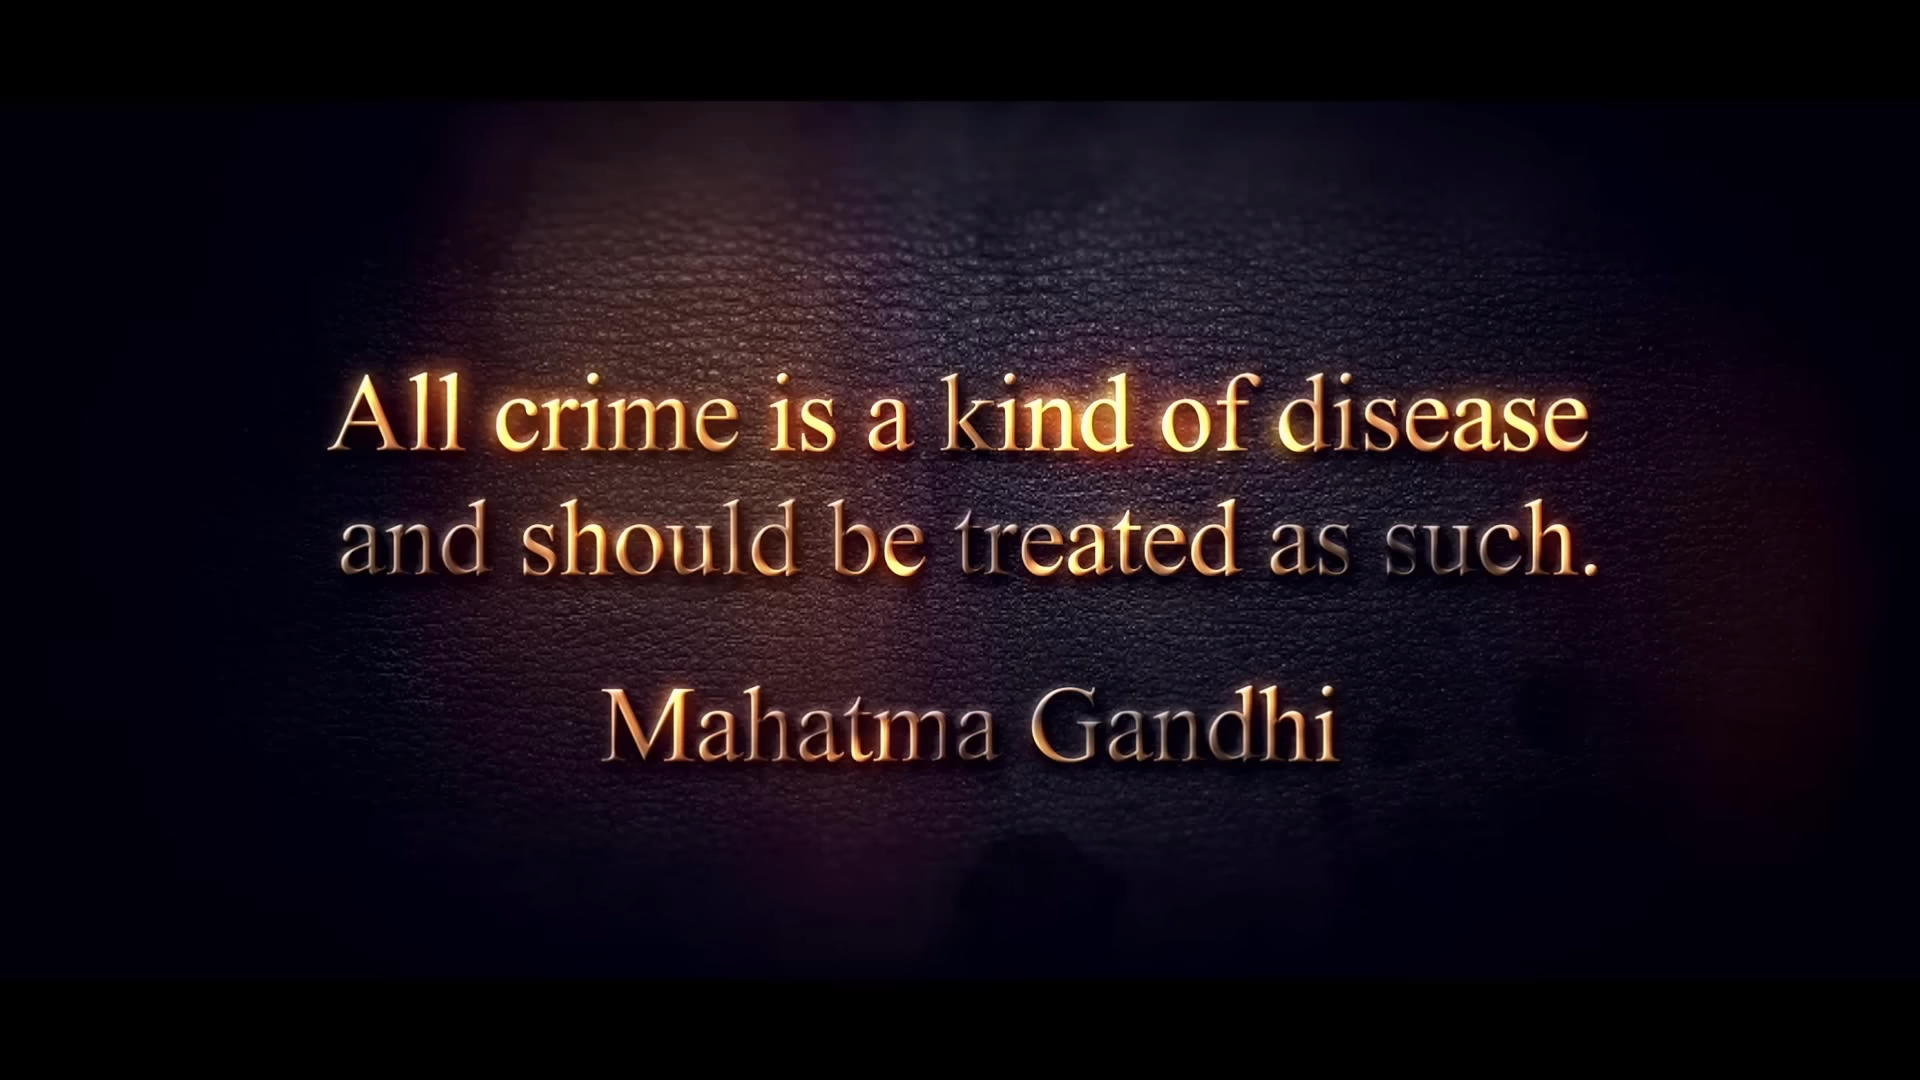 All crime is a kind of disease
and should be treated as such.
Mahatma Gandhi